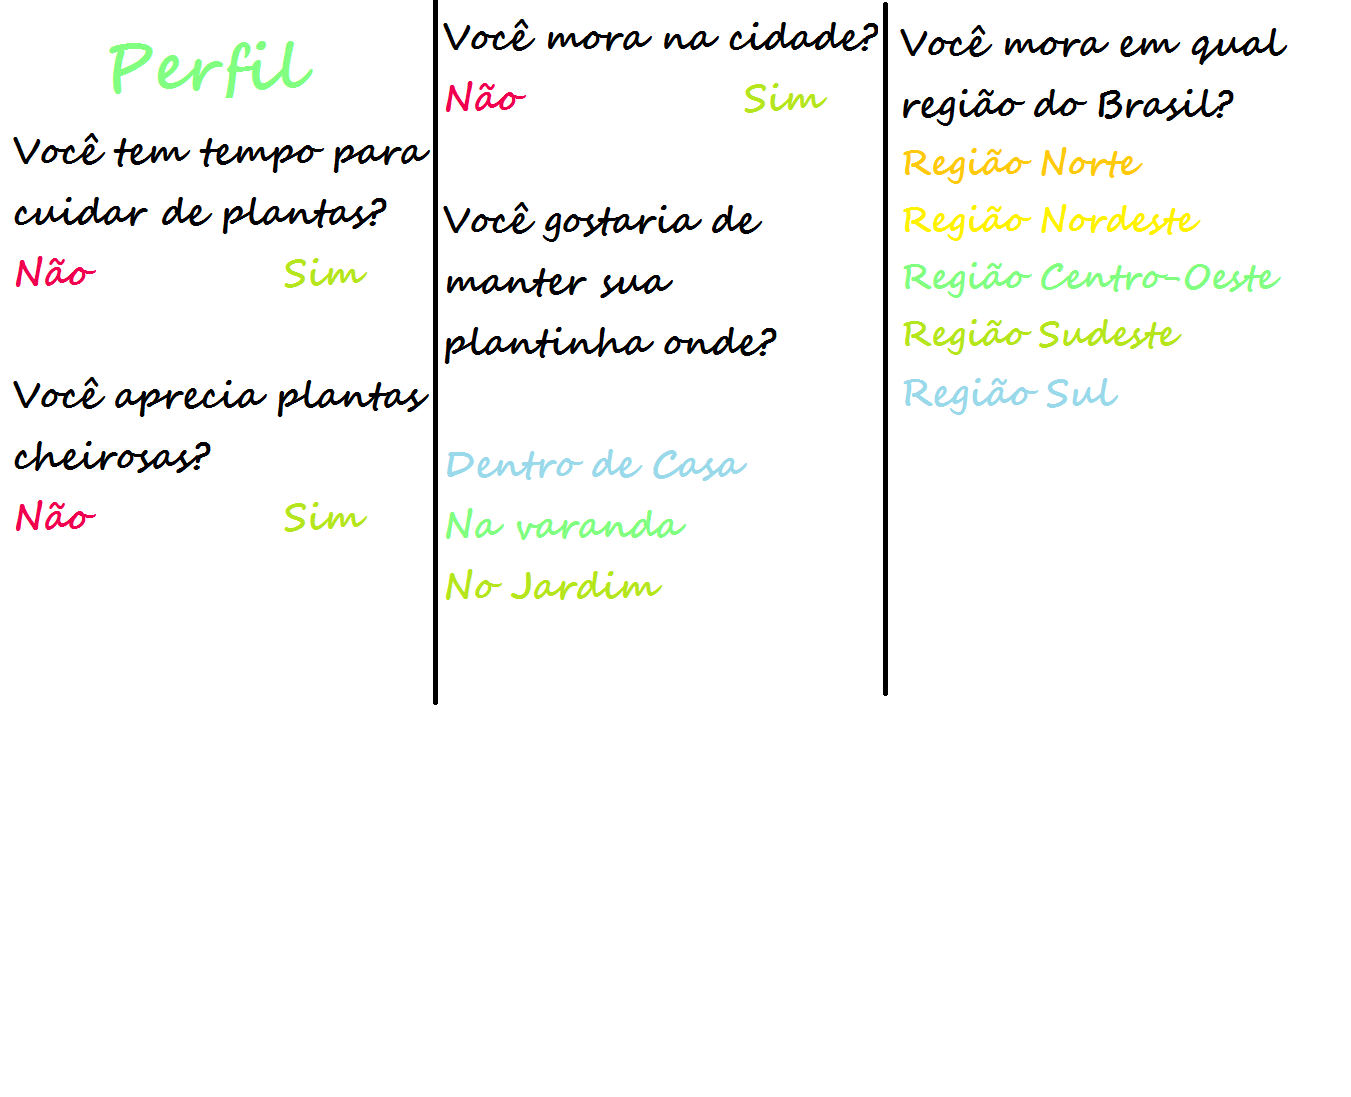 Perfil
Você tem tempo para
cuidar de plantas?
Não Sim
Você aprecia plantas
cheirosas?
Não Sim
Você mora na cidade?
Não Sim
Você gostaria de
manter sua
plantinha onde?
Dentro de Casa
Na varanda
No Jardim
Você mora em qual
região do Brasil?
Região Norte
Região Nordeste
Região Centro-Oeste
Região Sudeste
Região Sul